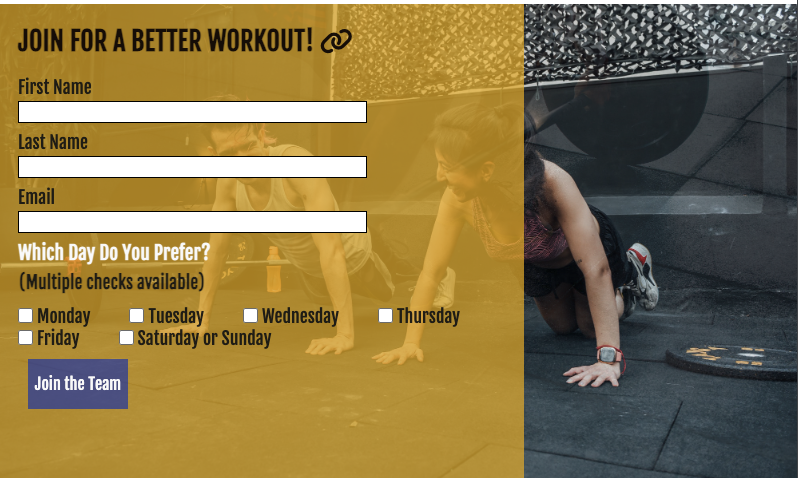 JOIN FOR A BETTER WORKOUT!
First Name
Last Name
Email
Which Day Do You Prefer?
(Multiple checks available)
Monday Tuesday Wednesday Thursday
Friday Saturday or Sunday
Join the Team